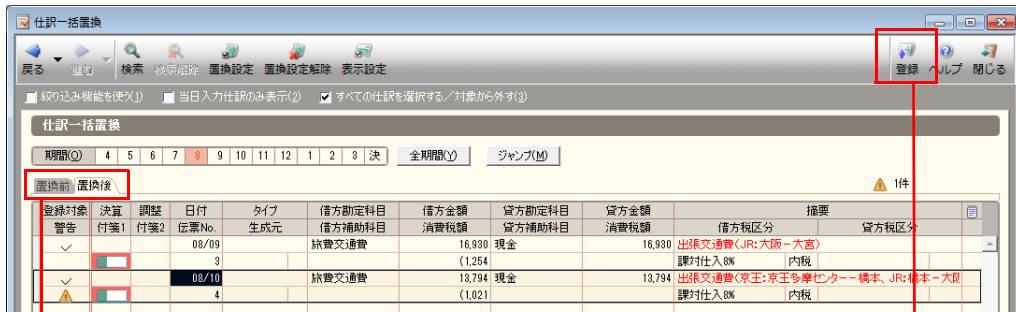 仕訳一括置換
戻る 進む 検索 検索解除 置換設定 置換設定解除 表示設定 登録 ヘルプ 閉じる
絞り込み機能を使う(1) 当日入力仕訳のみ表示(2) すべての仕訳を選択する／対象から外す(3)
仕訳一括置換
期間(O) 4 5 6 7 8 9 10 11 12 1 2 3 決 全期間(Y) ジャンプ(M)
置換前 置換後 1件
登録対象 決算 調整 日付 タイプ 借方勘定科目 借方金額 貸方勘定科目 貸方金額 摘要
警告 付箋1 付箋2 伝票No. 生成元 借方補助科目 消費税額 貸方補助科目 消費税額 借方税区分 貸方税区分
08/09 旅費交通費 16,930 現金 16,930 出張交通費(JR:大阪－大宮)
3 (1,254 課対仕入8% 内税
08/10 旅費交通費 13,794 現金 13,794 出張交通費(京王:京王多摩センター－橋本、JR:橋本－大阪
4 (1,021 課対仕入8% 内税